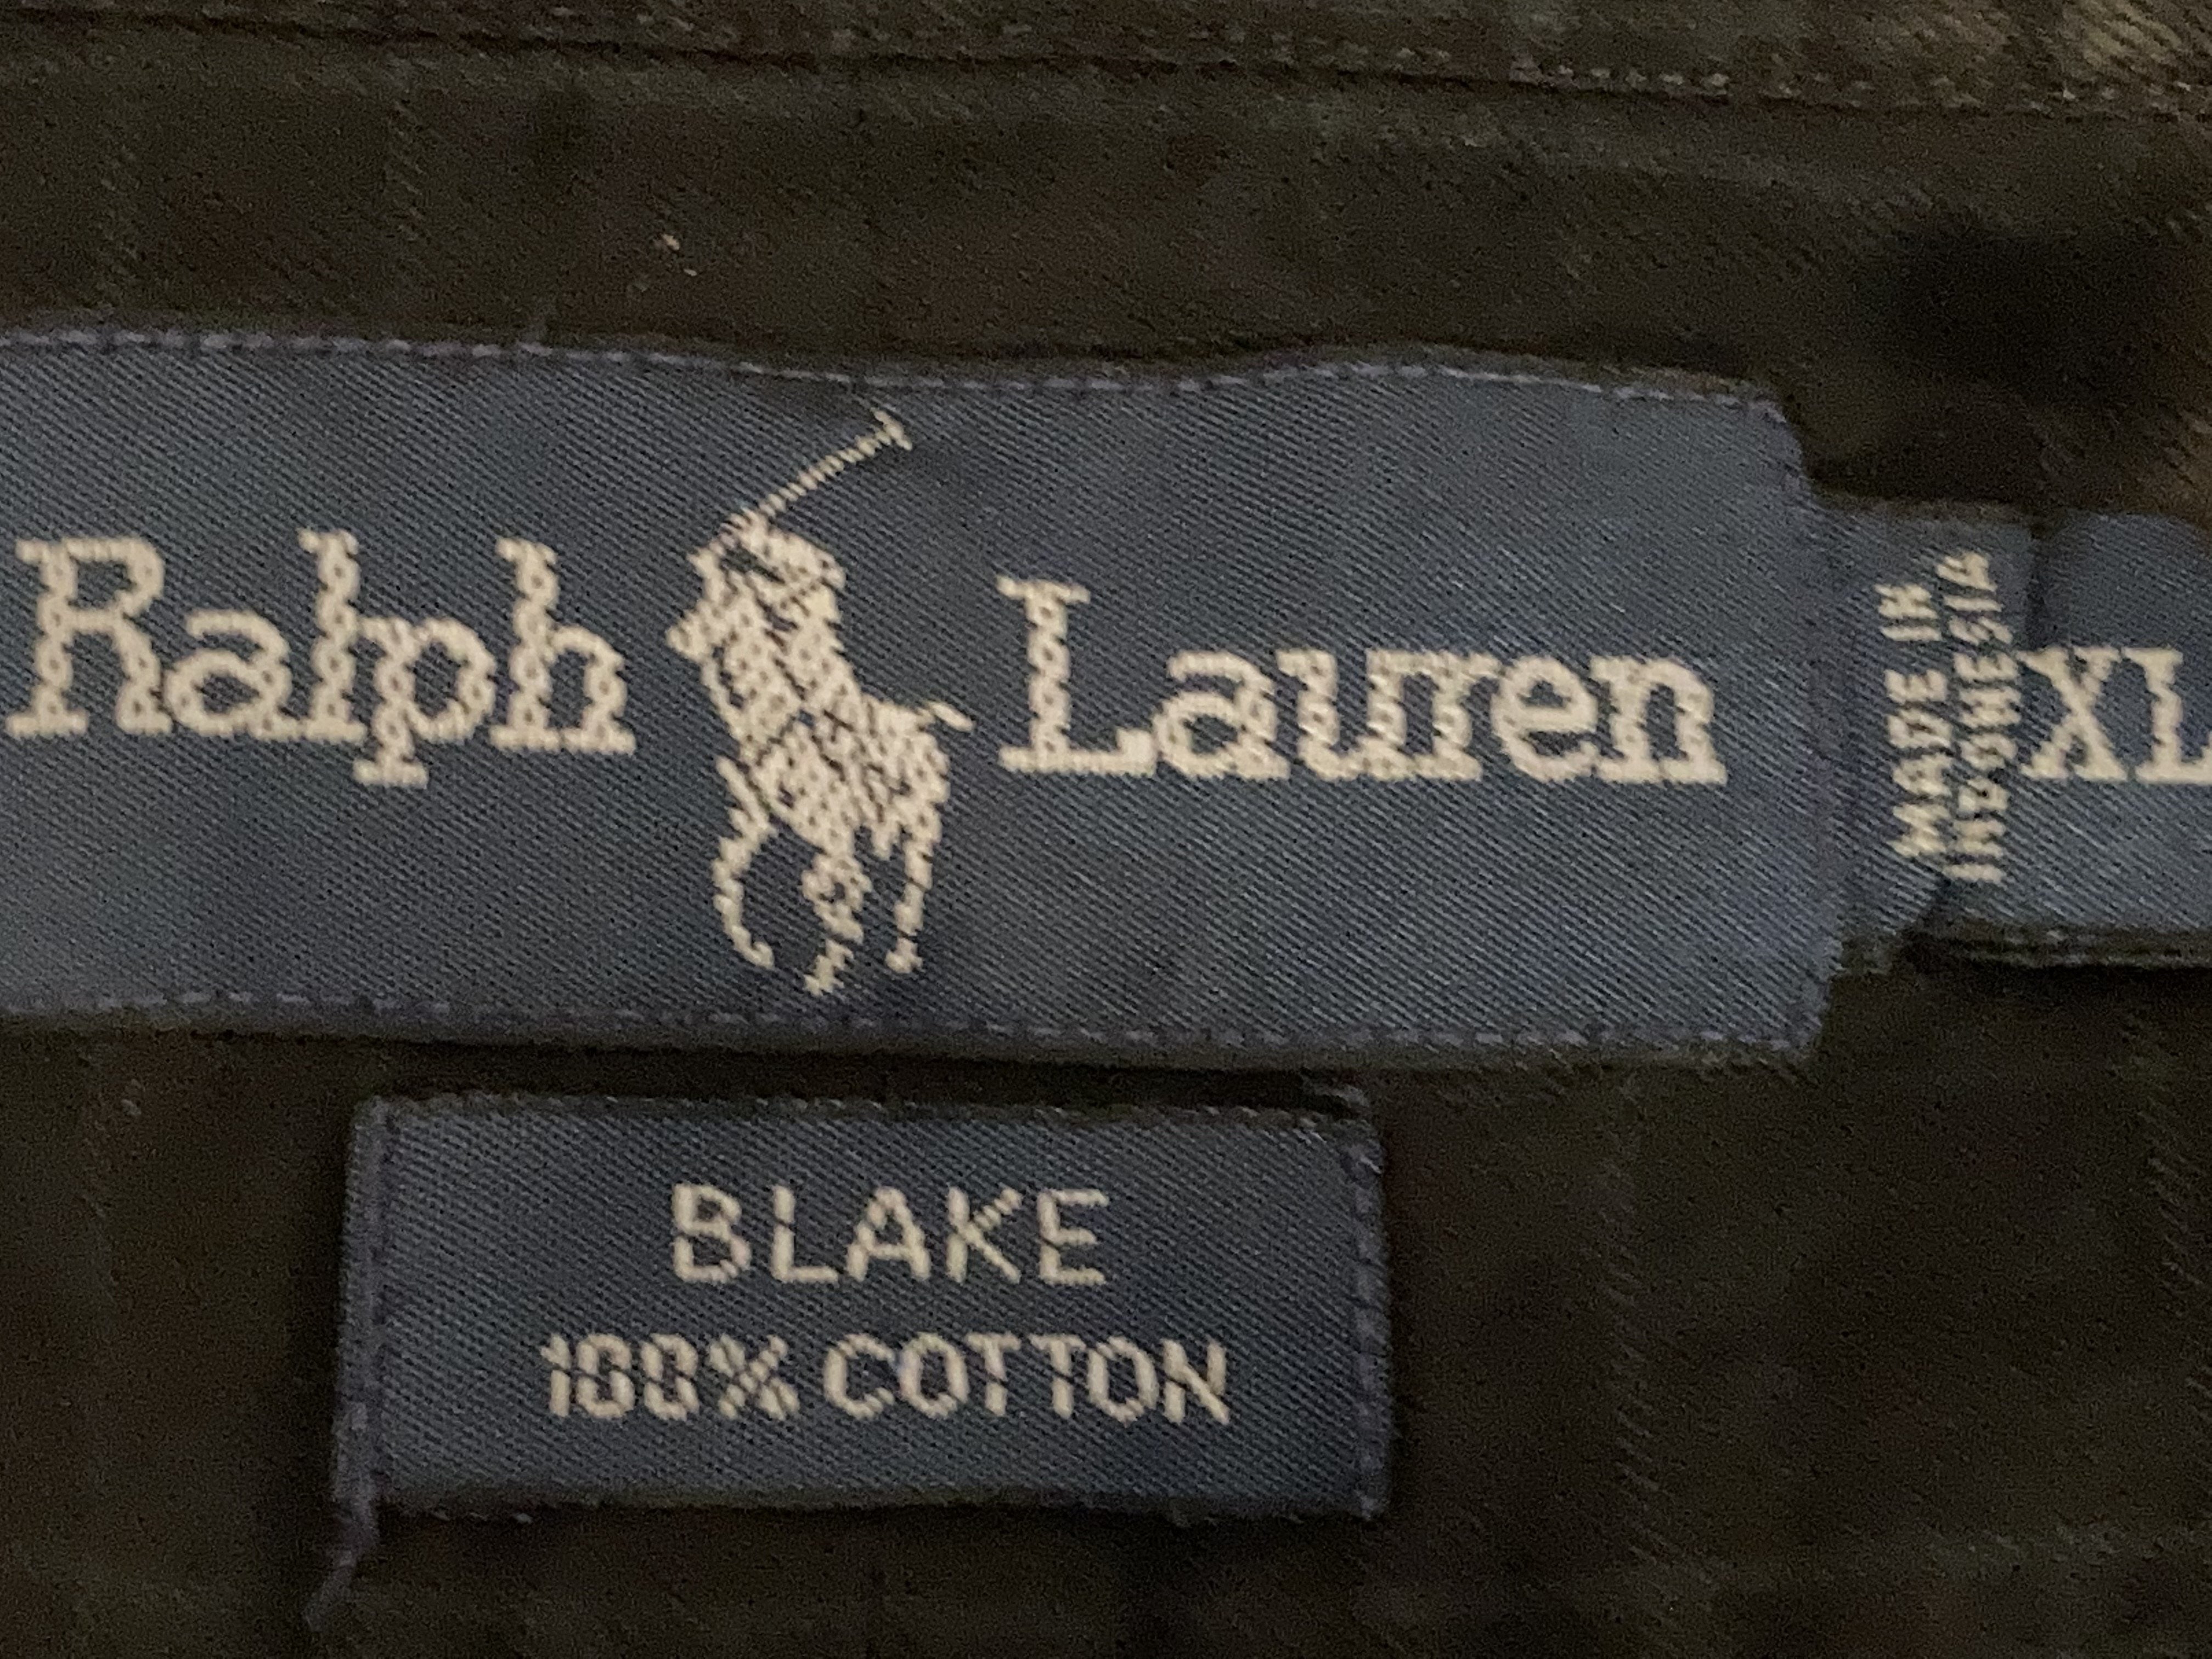 Ralph Lauren
MADE IN
INDONESIA
XL
BLAKE
100% COTTON